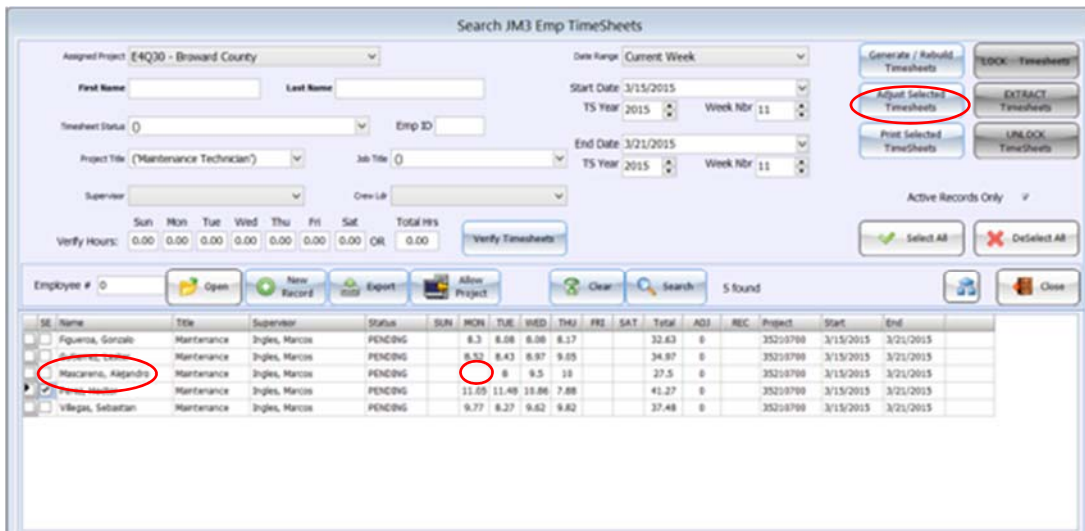 Search JM3 Emp TimeSheets
Assigned Project E4Q30 - Broward County
Date Range Current Week
Generate / Rebuild Timesheets
LOCK Timesheets
First Name
Last Name
Start Date 3/15/2015
Adjust Selected Timesheets
EXTRACT Timesheets
TS Year 2015 Week Nbr 11
Timesheet Status ()
Emp ID
End Date 3/21/2015
Print Selected TimeSheets
UNLOCK TimeSheets
Project Title ('Maintenance Technician')
Job Title ()
TS Year 2015 Week Nbr 11
Supervisor
Crew Ldr
Active Records Only
Sun Mon Tue Wed Thu Fri Sat Total Hrs
Verify Hours: 0.00 0.00 0.00 0.00 0.00 0.00 0.00 OR 0.00
Verify Timesheets
Select All
DeSelect All
Employee # 0
Open
New Record
Export
Allow Project
Clear
Search
5 found
Close
SE Name Title Supervisor Status SUN MON TUE WED THU FRI SAT Total ADJ REC Project Start End
Figueroa, Gonzalo Maintenance Ingles, Marcos PENDING 8.3 8.08 8.08 8.17 32.63 0 35210700 3/15/2015 3/21/2015
Maintenance Ingles, Marcos PENDING 8.52 8.43 8.97 9.05 34.97 0 35210700 3/15/2015 3/21/2015
Mascareno, Alejandro Maintenance Ingles, Marcos PENDING 8 9.5 10 27.5 0 35210700 3/15/2015 3/21/2015
Perez, Maintenance Ingles, Marcos PENDING 11.05 11.48 10.86 7.88 41.27 0 35210700 3/15/2015 3/21/2015
Villegas, Sebastian Maintenance Ingles, Marcos PENDING 9.77 8.27 9.62 9.82 37.48 0 35210700 3/15/2015 3/21/2015